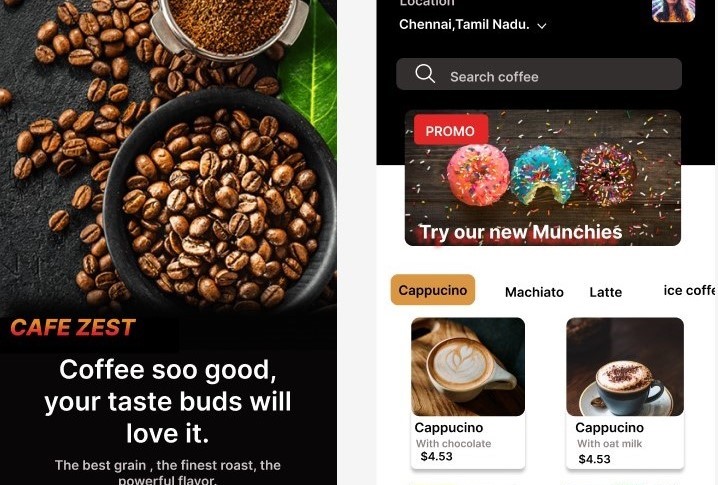 CAFE ZEST
Coffee soo good,
your taste buds will
love it.
The best grain , the finest roast, the
powerful flavor.
Location
Chennai,Tamil Nadu.
Search coffee
PROMO
Try our new Munchies
Cappucino
Machiato
Latte
ice coffe
Cappucino
With chocolate
$4.53
Cappucino
With oat milk
$4.53